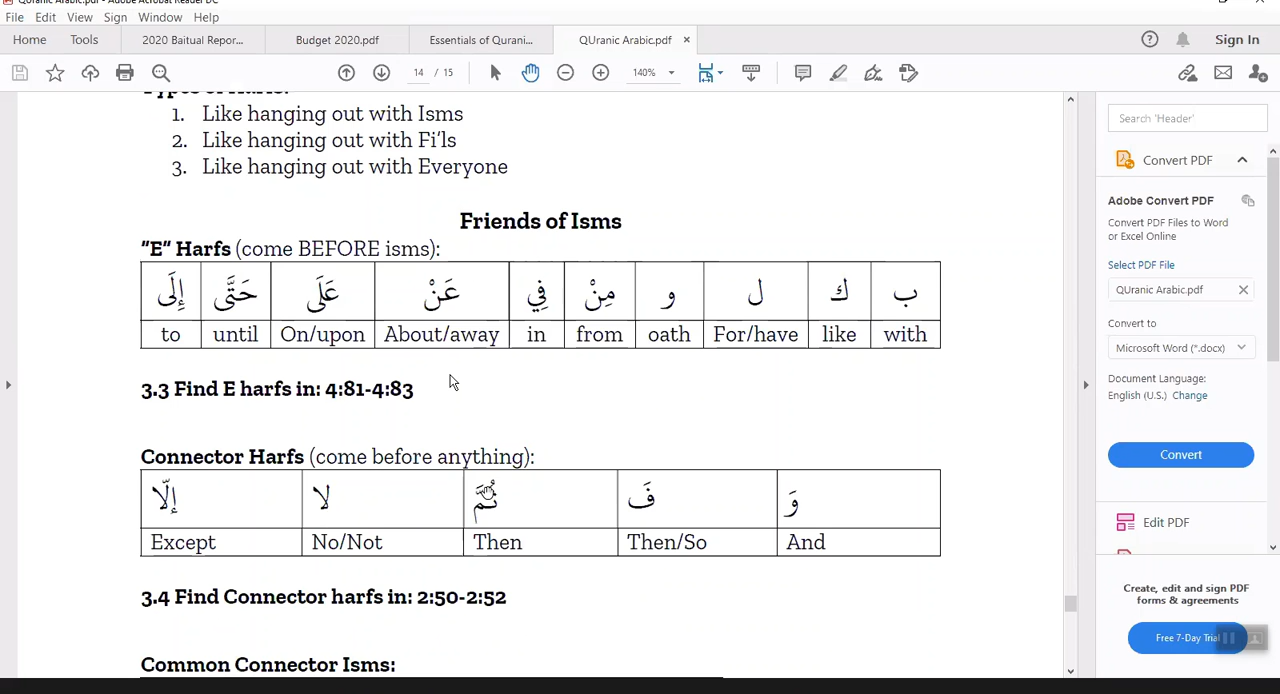 QUranic Arabic.pdf - Adobe Acrobat Reader DC
File Edit View Sign Window Help
Home Tools 2020 Baitual Repor... Budget 2020.pdf Essentials of Qurani... QUranic Arabic.pdf × Sign In
14 / 15 140%
Types of Harfs:
1. Like hanging out with Isms
2. Like hanging out with Fi‘ls
3. Like hanging out with Everyone
Friends of Isms
“E” Harfs (come BEFORE isms):
إِلَى حَتَّى عَلَى عَنْ فِي مِنْ و ل ك ب
to until On/upon About/away in from oath For/have like with
3.3 Find E harfs in: 4:81-4:83
Connector Harfs (come before anything):
إلّا لا ثُمَّ فَ وَ
Except No/Not Then Then/So And
3.4 Find Connector harfs in: 2:50-2:52
Common Connector Isms:
Search 'Header'
Convert PDF
Adobe Convert PDF
Convert PDF Files to Word
or Excel Online
Select PDF File
QUranic Arabic.pdf ×
Convert to
Microsoft Word (*.docx)
Document Language:
English (U.S.) Change
Convert
Edit PDF
Create, edit and sign PDF
forms & agreements
Free 7-Day Trial